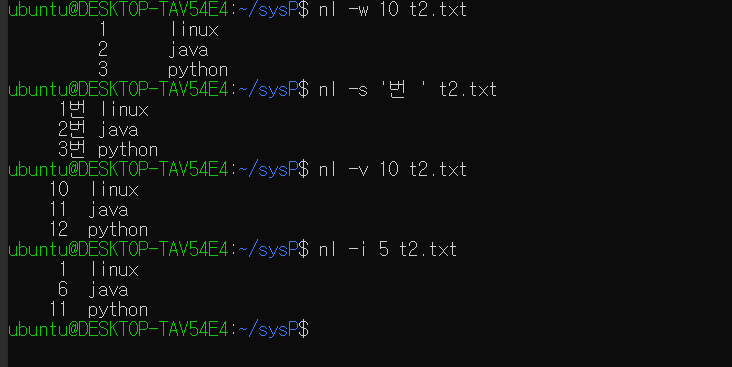 ubuntu@DESKTOP-TAV54E4:~/sysP$ nl -w 10 t2.txt
         1      linux
         2      java
         3      python
ubuntu@DESKTOP-TAV54E4:~/sysP$ nl -s '번 ' t2.txt
     1번 linux
     2번 java
     3번 python
ubuntu@DESKTOP-TAV54E4:~/sysP$ nl -v 10 t2.txt
    10  linux
    11  java
    12  python
ubuntu@DESKTOP-TAV54E4:~/sysP$ nl -i 5 t2.txt
     1  linux
     6  java
    11  python
ubuntu@DESKTOP-TAV54E4:~/sysP$